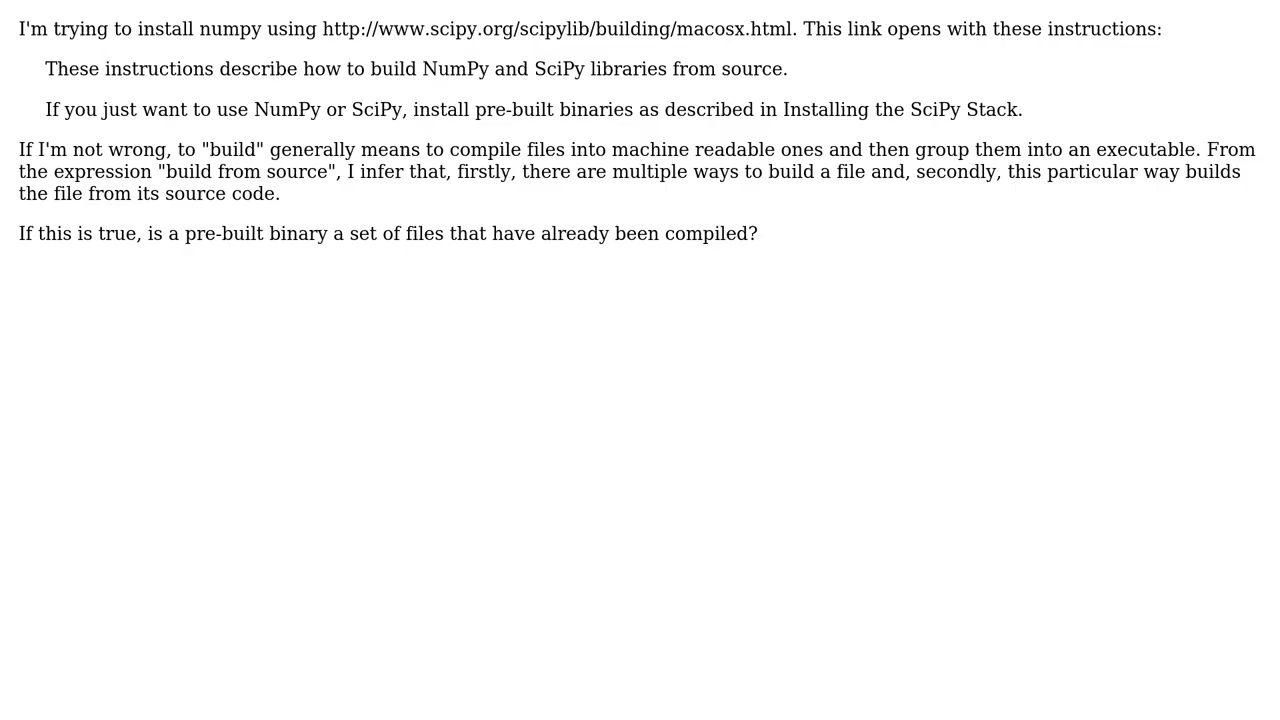 I'm trying to install numpy using http://www.scipy.org/scipylib/building/macosx.html. This link opens with these instructions:
These instructions describe how to build NumPy and SciPy libraries from source.
If you just want to use NumPy or SciPy, install pre-built binaries as described in Installing the SciPy Stack.
If I'm not wrong, to "build" generally means to compile files into machine readable ones and then group them into an executable. From
the expression "build from source", I infer that, firstly, there are multiple ways to build a file and, secondly, this particular way builds
the file from its source code.
If this is true, is a pre-built binary a set of files that have already been compiled?